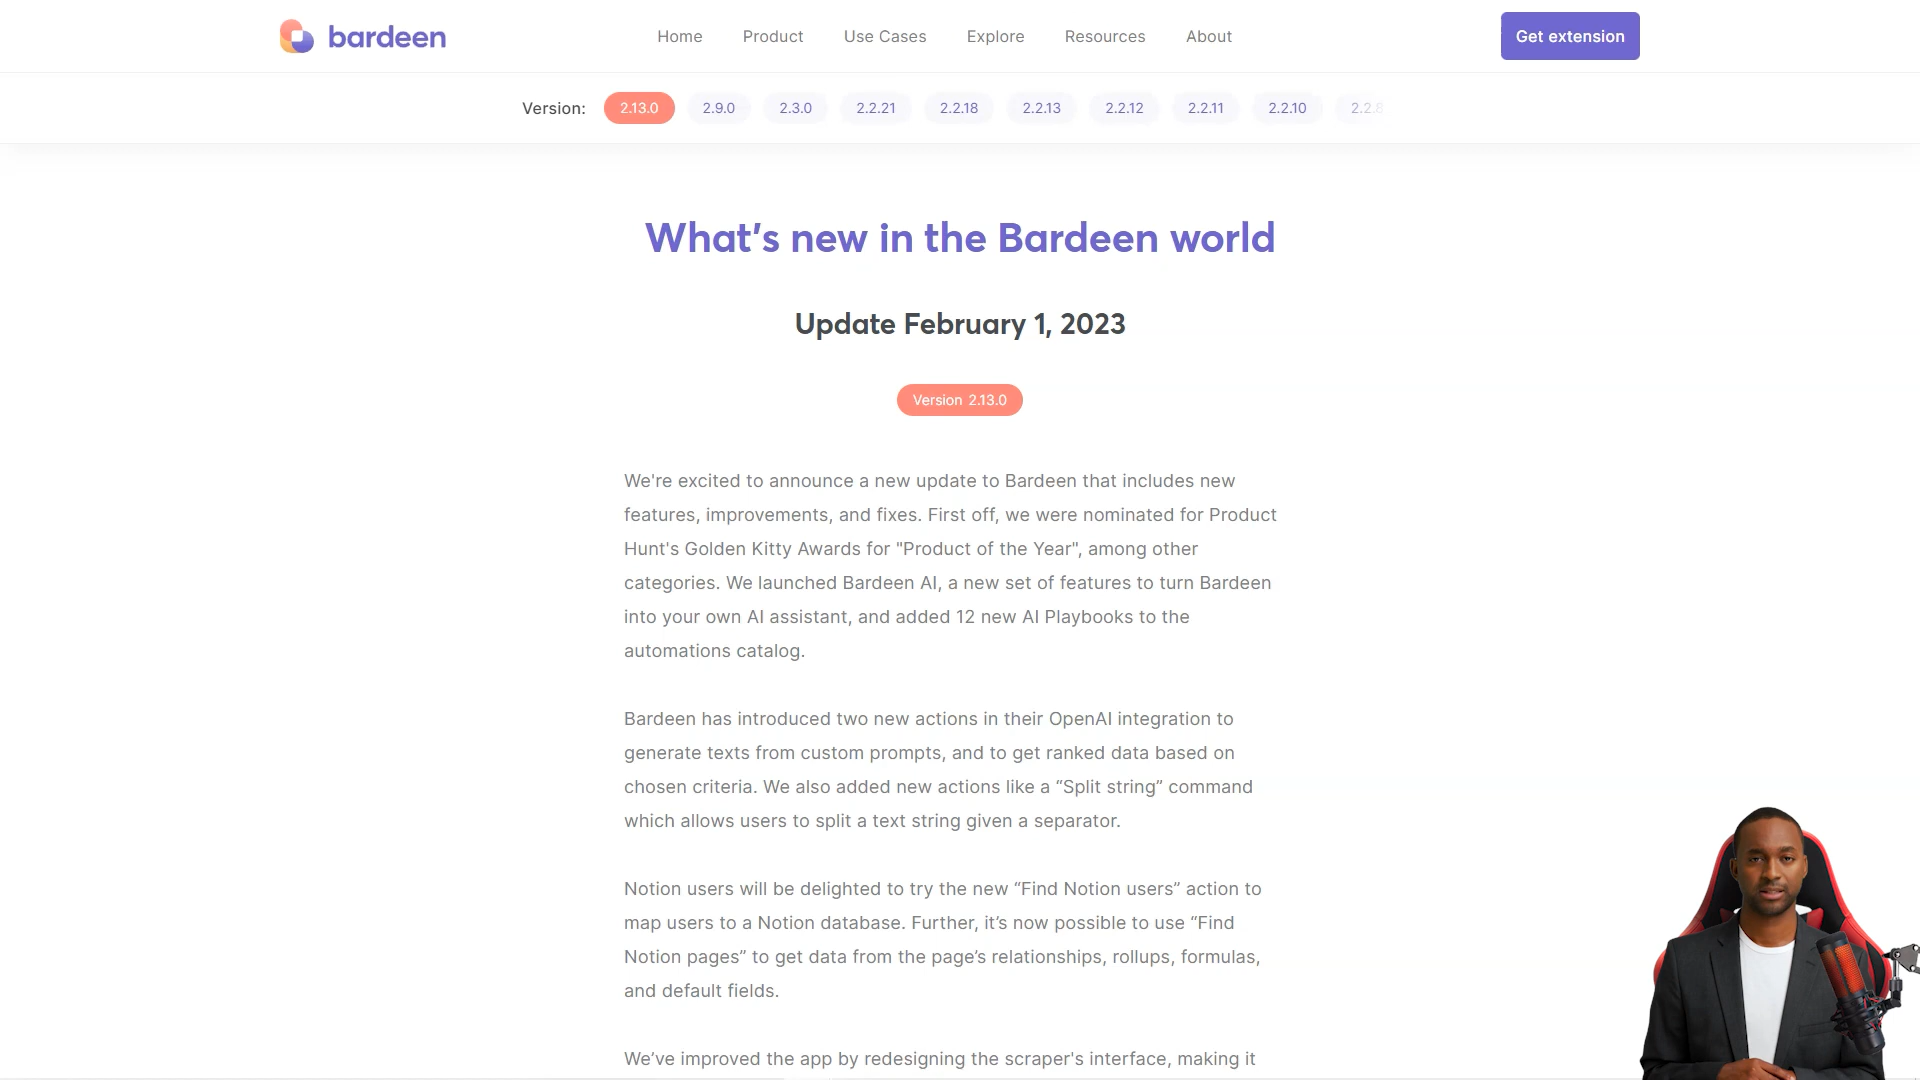 bardeen
Home Product Use Cases Explore Resources About
Get extension
Version: 2.13.0 2.9.0 2.3.0 2.2.21 2.2.18 2.2.13 2.2.12 2.2.11 2.2.10 2.2.8
What's new in the Bardeen world
Update February 1, 2023
Version 2.13.0
We're excited to announce a new update to Bardeen that includes new
features, improvements, and fixes. First off, we were nominated for Product
Hunt's Golden Kitty Awards for "Product of the Year", among other
categories. We launched Bardeen AI, a new set of features to turn Bardeen
into your own AI assistant, and added 12 new AI Playbooks to the
automations catalog.
Bardeen has introduced two new actions in their OpenAI integration to
generate texts from custom prompts, and to get ranked data based on
chosen criteria. We also added new actions like a “Split string” command
which allows users to split a text string given a separator.
Notion users will be delighted to try the new “Find Notion users” action to
map users to a Notion database. Further, it’s now possible to use “Find
Notion pages” to get data from the page’s relationships, rollups, formulas,
and default fields.
We’ve improved the app by redesigning the scraper's interface, making it